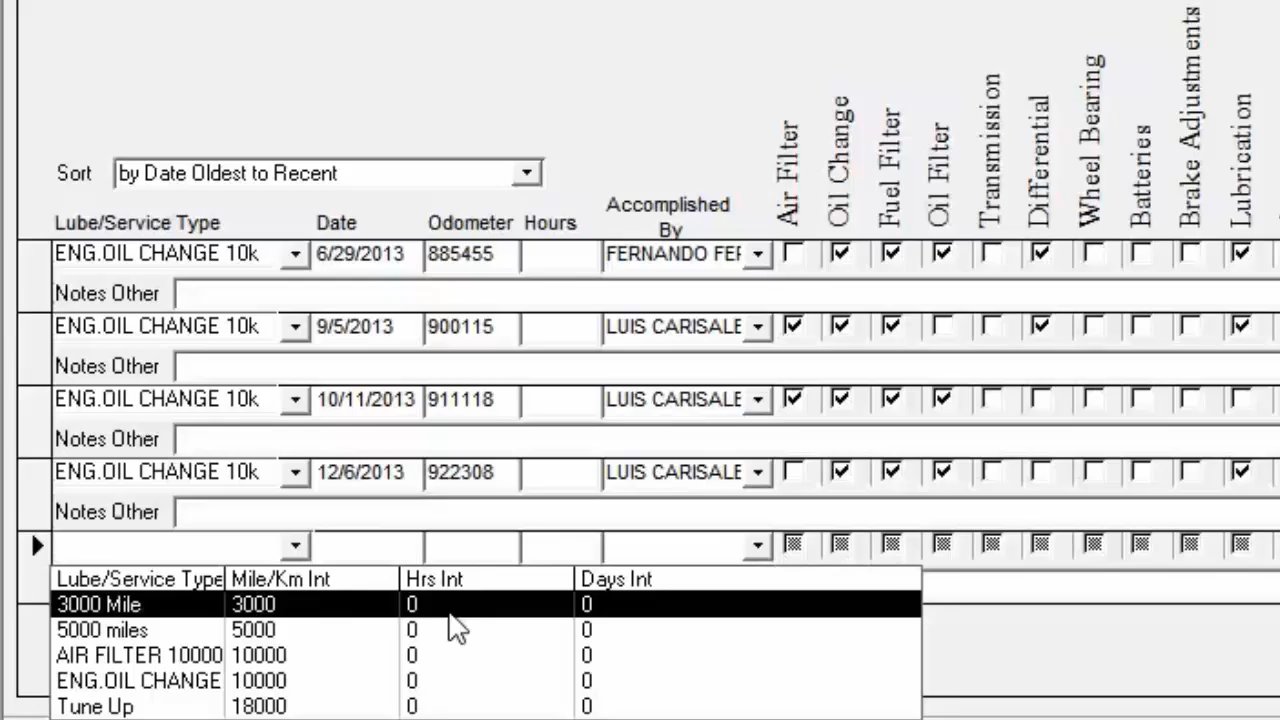 Air Filter
Oil Change
Fuel Filter
Oil Filter
Transmission
Differential
Wheel Bearing
Batteries
Brake Adjustments
Lubrication
Sort by Date Oldest to Recent
Lube/Service Type Date Odometer Hours Accomplished By
ENG.OIL CHANGE 10k 6/29/2013 885455 FERNANDO FEF
Notes Other
ENG.OIL CHANGE 10k 9/5/2013 900115 LUIS CARISALE
Notes Other
ENG.OIL CHANGE 10k 10/11/2013 911118 LUIS CARISALE
Notes Other
ENG.OIL CHANGE 10k 12/6/2013 922308 LUIS CARISALE
Notes Other
Lube/Service Type Mile/Km Int Hrs Int Days Int
3000 Mile 3000 0 0
5000 miles 5000 0 0
AIR FILTER 10000 10000 0 0
ENG.OIL CHANGE 10000 0 0
Tune Up 18000 0 0